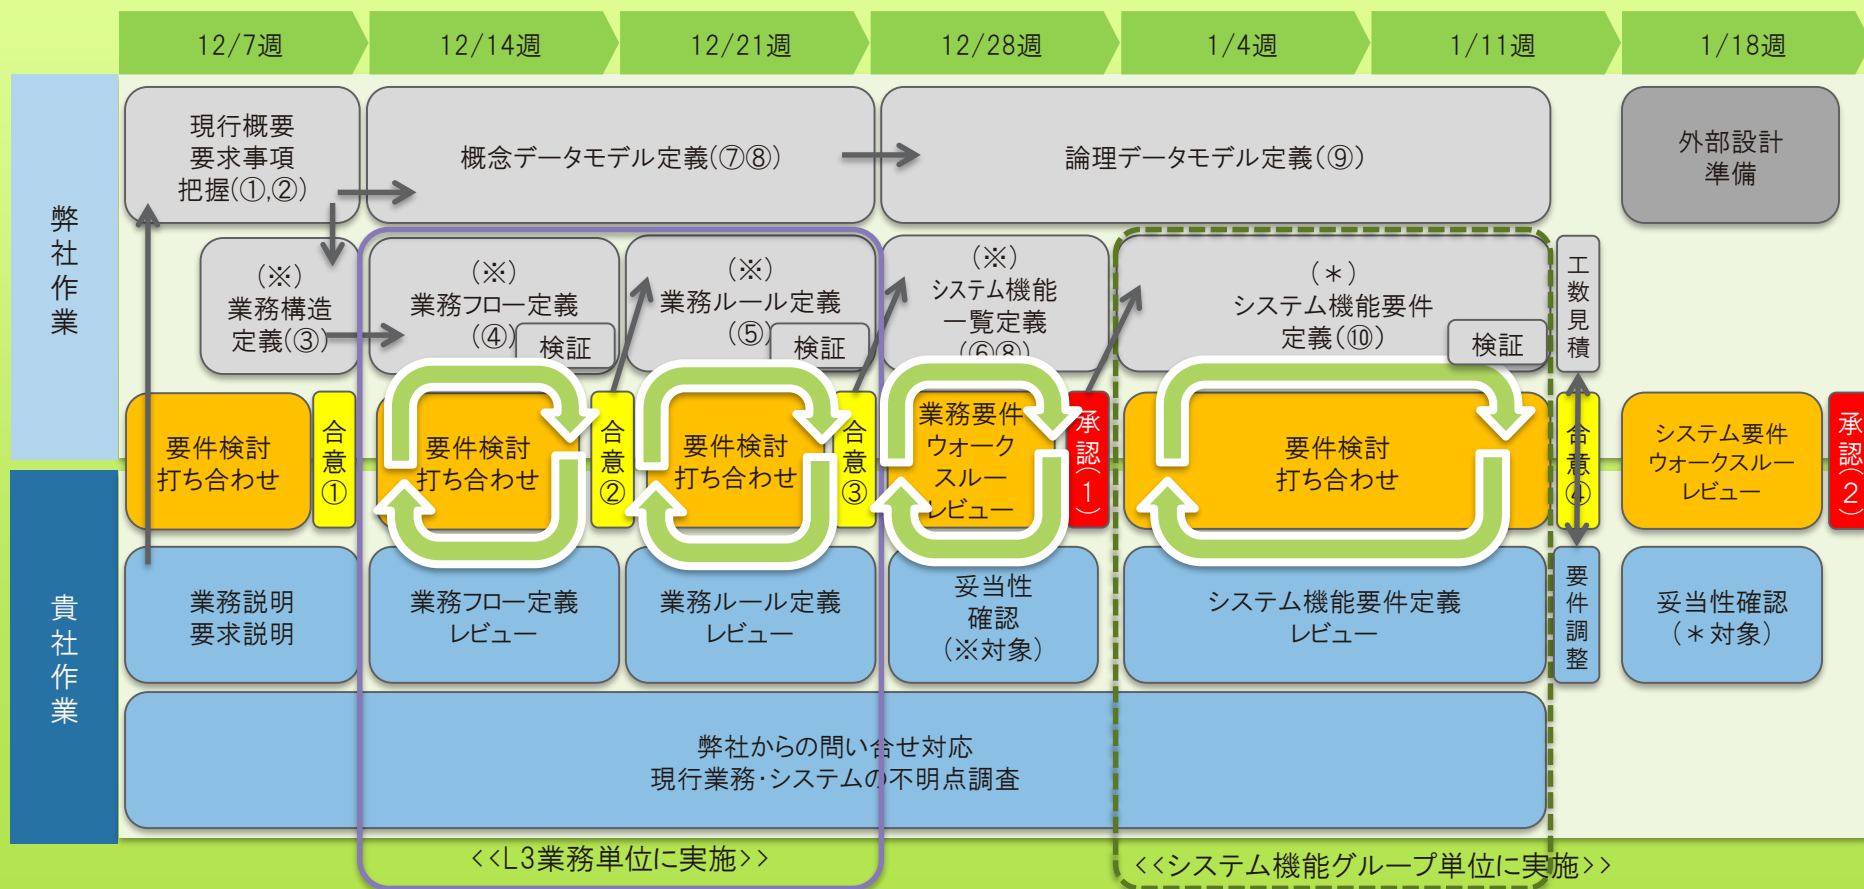 12/7週
12/14週
12/21週
12/28週
1/4週
1/11週
1/18週
弊社作業
現行概要
要求事項
把握(①,②)
概念データモデル定義(⑦⑧)
論理データモデル定義(⑨)
外部設計
準備
(※)
業務構造
定義(③)
(※)
業務フロー定義
(④)
検証
(※)
業務ルール定義
(⑤)
検証
(※)
システム機能
一覧定義
(⑥⑧)
(＊)
システム機能要件
定義(⑩)
検証
工数見積
要件検討
打ち合わせ
合意①
要件検討
打ち合わせ
合意②
要件検討
打ち合わせ
合意③
業務要件
ウォーク
スルー
レビュー
承認(1)
要件検討
打ち合わせ
合意④
システム要件
ウォークスルー
レビュー
承認(2)
貴社作業
業務説明
要求説明
業務フロー定義
レビュー
業務ルール定義
レビュー
妥当性
確認
(※対象)
システム機能要件定義
レビュー
要件調整
妥当性確認
(＊対象)
弊社からの問い合せ対応
現行業務･システムの不明点調査
<<L3業務単位に実施>>
<<システム機能グループ単位に実施>>